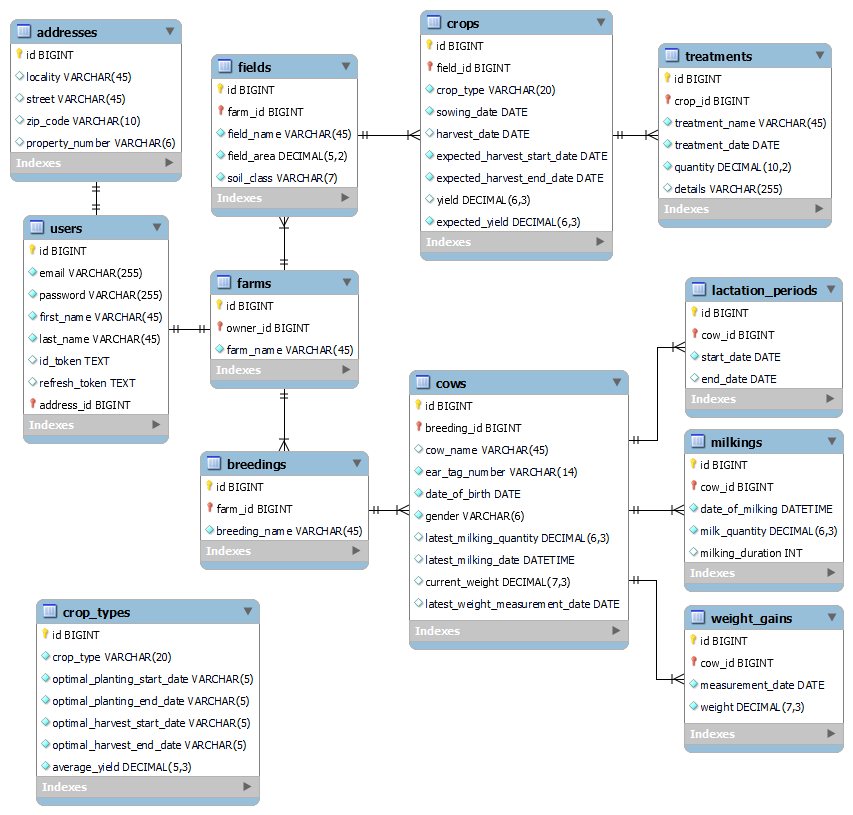 addresses
id BIGINT
locality VARCHAR(45)
street VARCHAR(45)
zip_code VARCHAR(10)
property_number VARCHAR(6)
Indexes
users
id BIGINT
email VARCHAR(255)
password VARCHAR(255)
first_name VARCHAR(45)
last_name VARCHAR(45)
id_token TEXT
refresh_token TEXT
address_id BIGINT
Indexes
fields
id BIGINT
farm_id BIGINT
field_name VARCHAR(45)
field_area DECIMAL(5,2)
soil_class VARCHAR(7)
Indexes
farms
id BIGINT
owner_id BIGINT
farm_name VARCHAR(45)
Indexes
breedings
id BIGINT
farm_id BIGINT
breeding_name VARCHAR(45)
Indexes
crops
id BIGINT
field_id BIGINT
crop_type VARCHAR(20)
sowing_date DATE
harvest_date DATE
expected_harvest_start_date DATE
expected_harvest_end_date DATE
yield DECIMAL(6,3)
expected_yield DECIMAL(6,3)
Indexes
treatments
id BIGINT
crop_id BIGINT
treatment_name VARCHAR(45)
treatment_date DATE
quantity DECIMAL(10,2)
details VARCHAR(255)
Indexes
cows
id BIGINT
breeding_id BIGINT
cow_name VARCHAR(45)
ear_tag_number VARCHAR(14)
date_of_birth DATE
gender VARCHAR(6)
latest_milking_quantity DECIMAL(6,3)
latest_milking_date DATETIME
current_weight DECIMAL(7,3)
latest_weight_measurement_date DATE
Indexes
lactation_periods
id BIGINT
cow_id BIGINT
start_date DATE
end_date DATE
Indexes
milkings
id BIGINT
cow_id BIGINT
date_of_milking DATETIME
milk_quantity DECIMAL(6,3)
milking_duration INT
Indexes
weight_gains
id BIGINT
cow_id BIGINT
measurement_date DATE
weight DECIMAL(7,3)
Indexes
crop_types
id BIGINT
crop_type VARCHAR(20)
optimal_planting_start_date VARCHAR(5)
optimal_planting_end_date VARCHAR(5)
optimal_harvest_start_date VARCHAR(5)
optimal_harvest_end_date VARCHAR(5)
average_yield DECIMAL(5,3)
Indexes